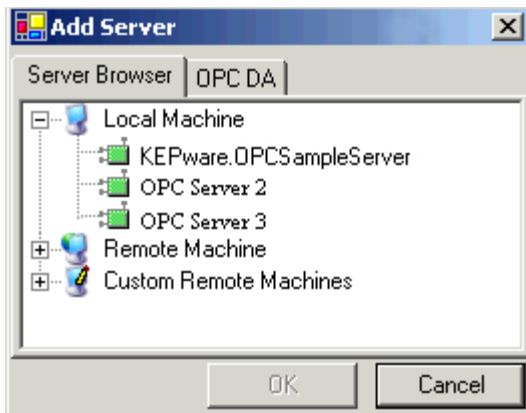 Add Server
Server Browser OPC DA
Local Machine
KEPware.OPCSampleServer
OPC Server 2
OPC Server 3
Remote Machine
Custom Remote Machines
OK Cancel